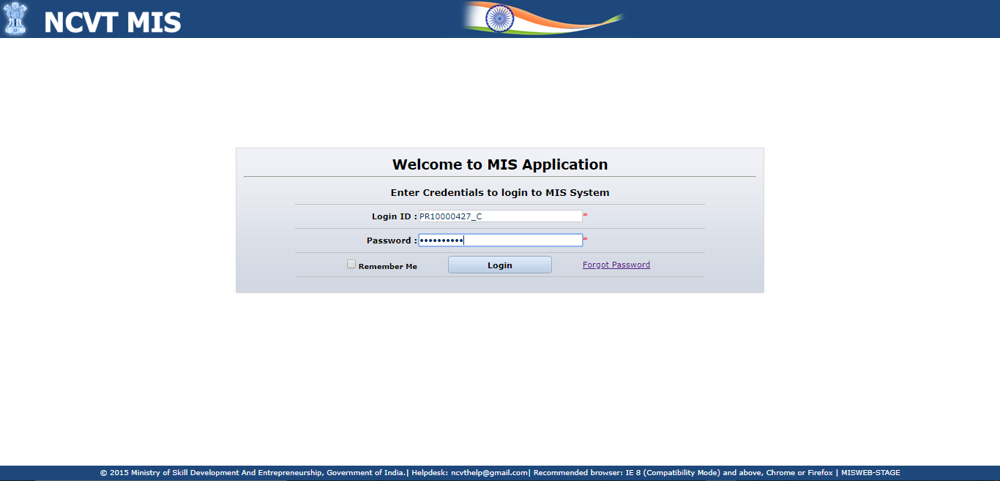 NCVT MIS
Welcome to MIS Application
Enter Credentials to login to MIS System
Login ID : PR10000427_C *
Password : •••••••••• *
Remember Me Login Forgot Password
© 2015 Ministry of Skill Development And Entrepreneurship, Government of India.| Helpdesk: ncvthelp@gmail.com| Recommended browser: IE 8 (Compatibility Mode) and above, Chrome or Firefox | MISWEB-STAGE